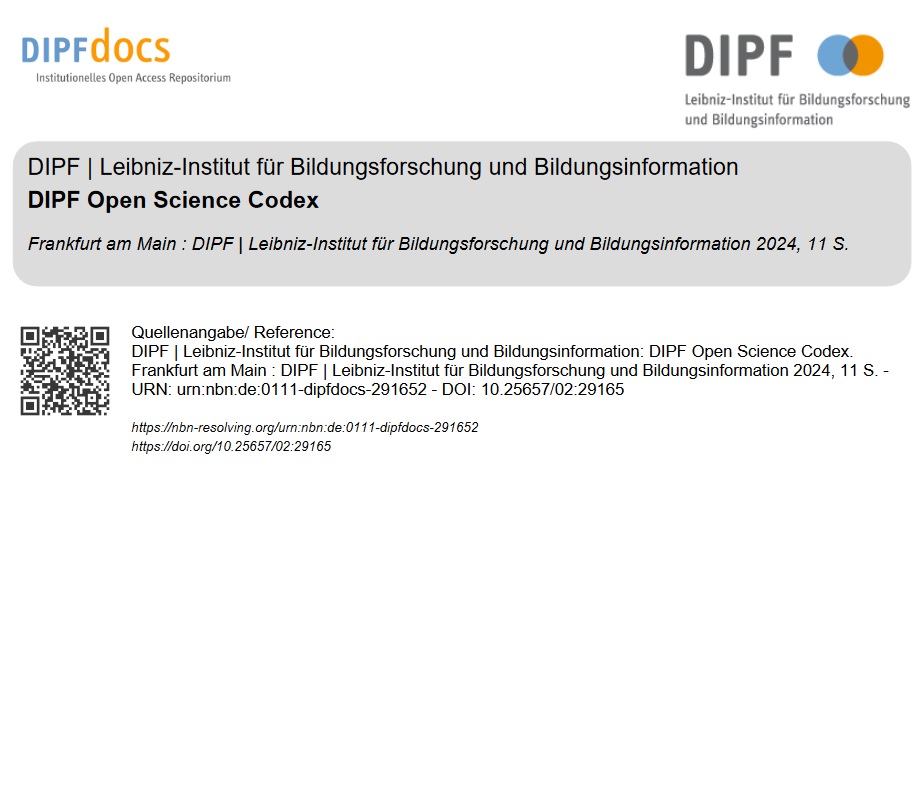 DIPFdocs
Institutionelles Open Access Repositorium
DIPF
Leibniz-Institut für Bildungsforschung
und Bildungsinformation
DIPF | Leibniz-Institut für Bildungsforschung und Bildungsinformation
DIPF Open Science Codex
Frankfurt am Main : DIPF | Leibniz-Institut für Bildungsforschung und Bildungsinformation 2024, 11 S.
Quellenangabe/ Reference:
DIPF | Leibniz-Institut für Bildungsforschung und Bildungsinformation: DIPF Open Science Codex.
Frankfurt am Main : DIPF | Leibniz-Institut für Bildungsforschung und Bildungsinformation 2024, 11 S. -
URN: urn:nbn:de:0111-dipfdocs-291652 - DOI: 10.25657/02:29165
https://nbn-resolving.org/urn:nbn:de:0111-dipfdocs-291652
https://doi.org/10.25657/02:29165